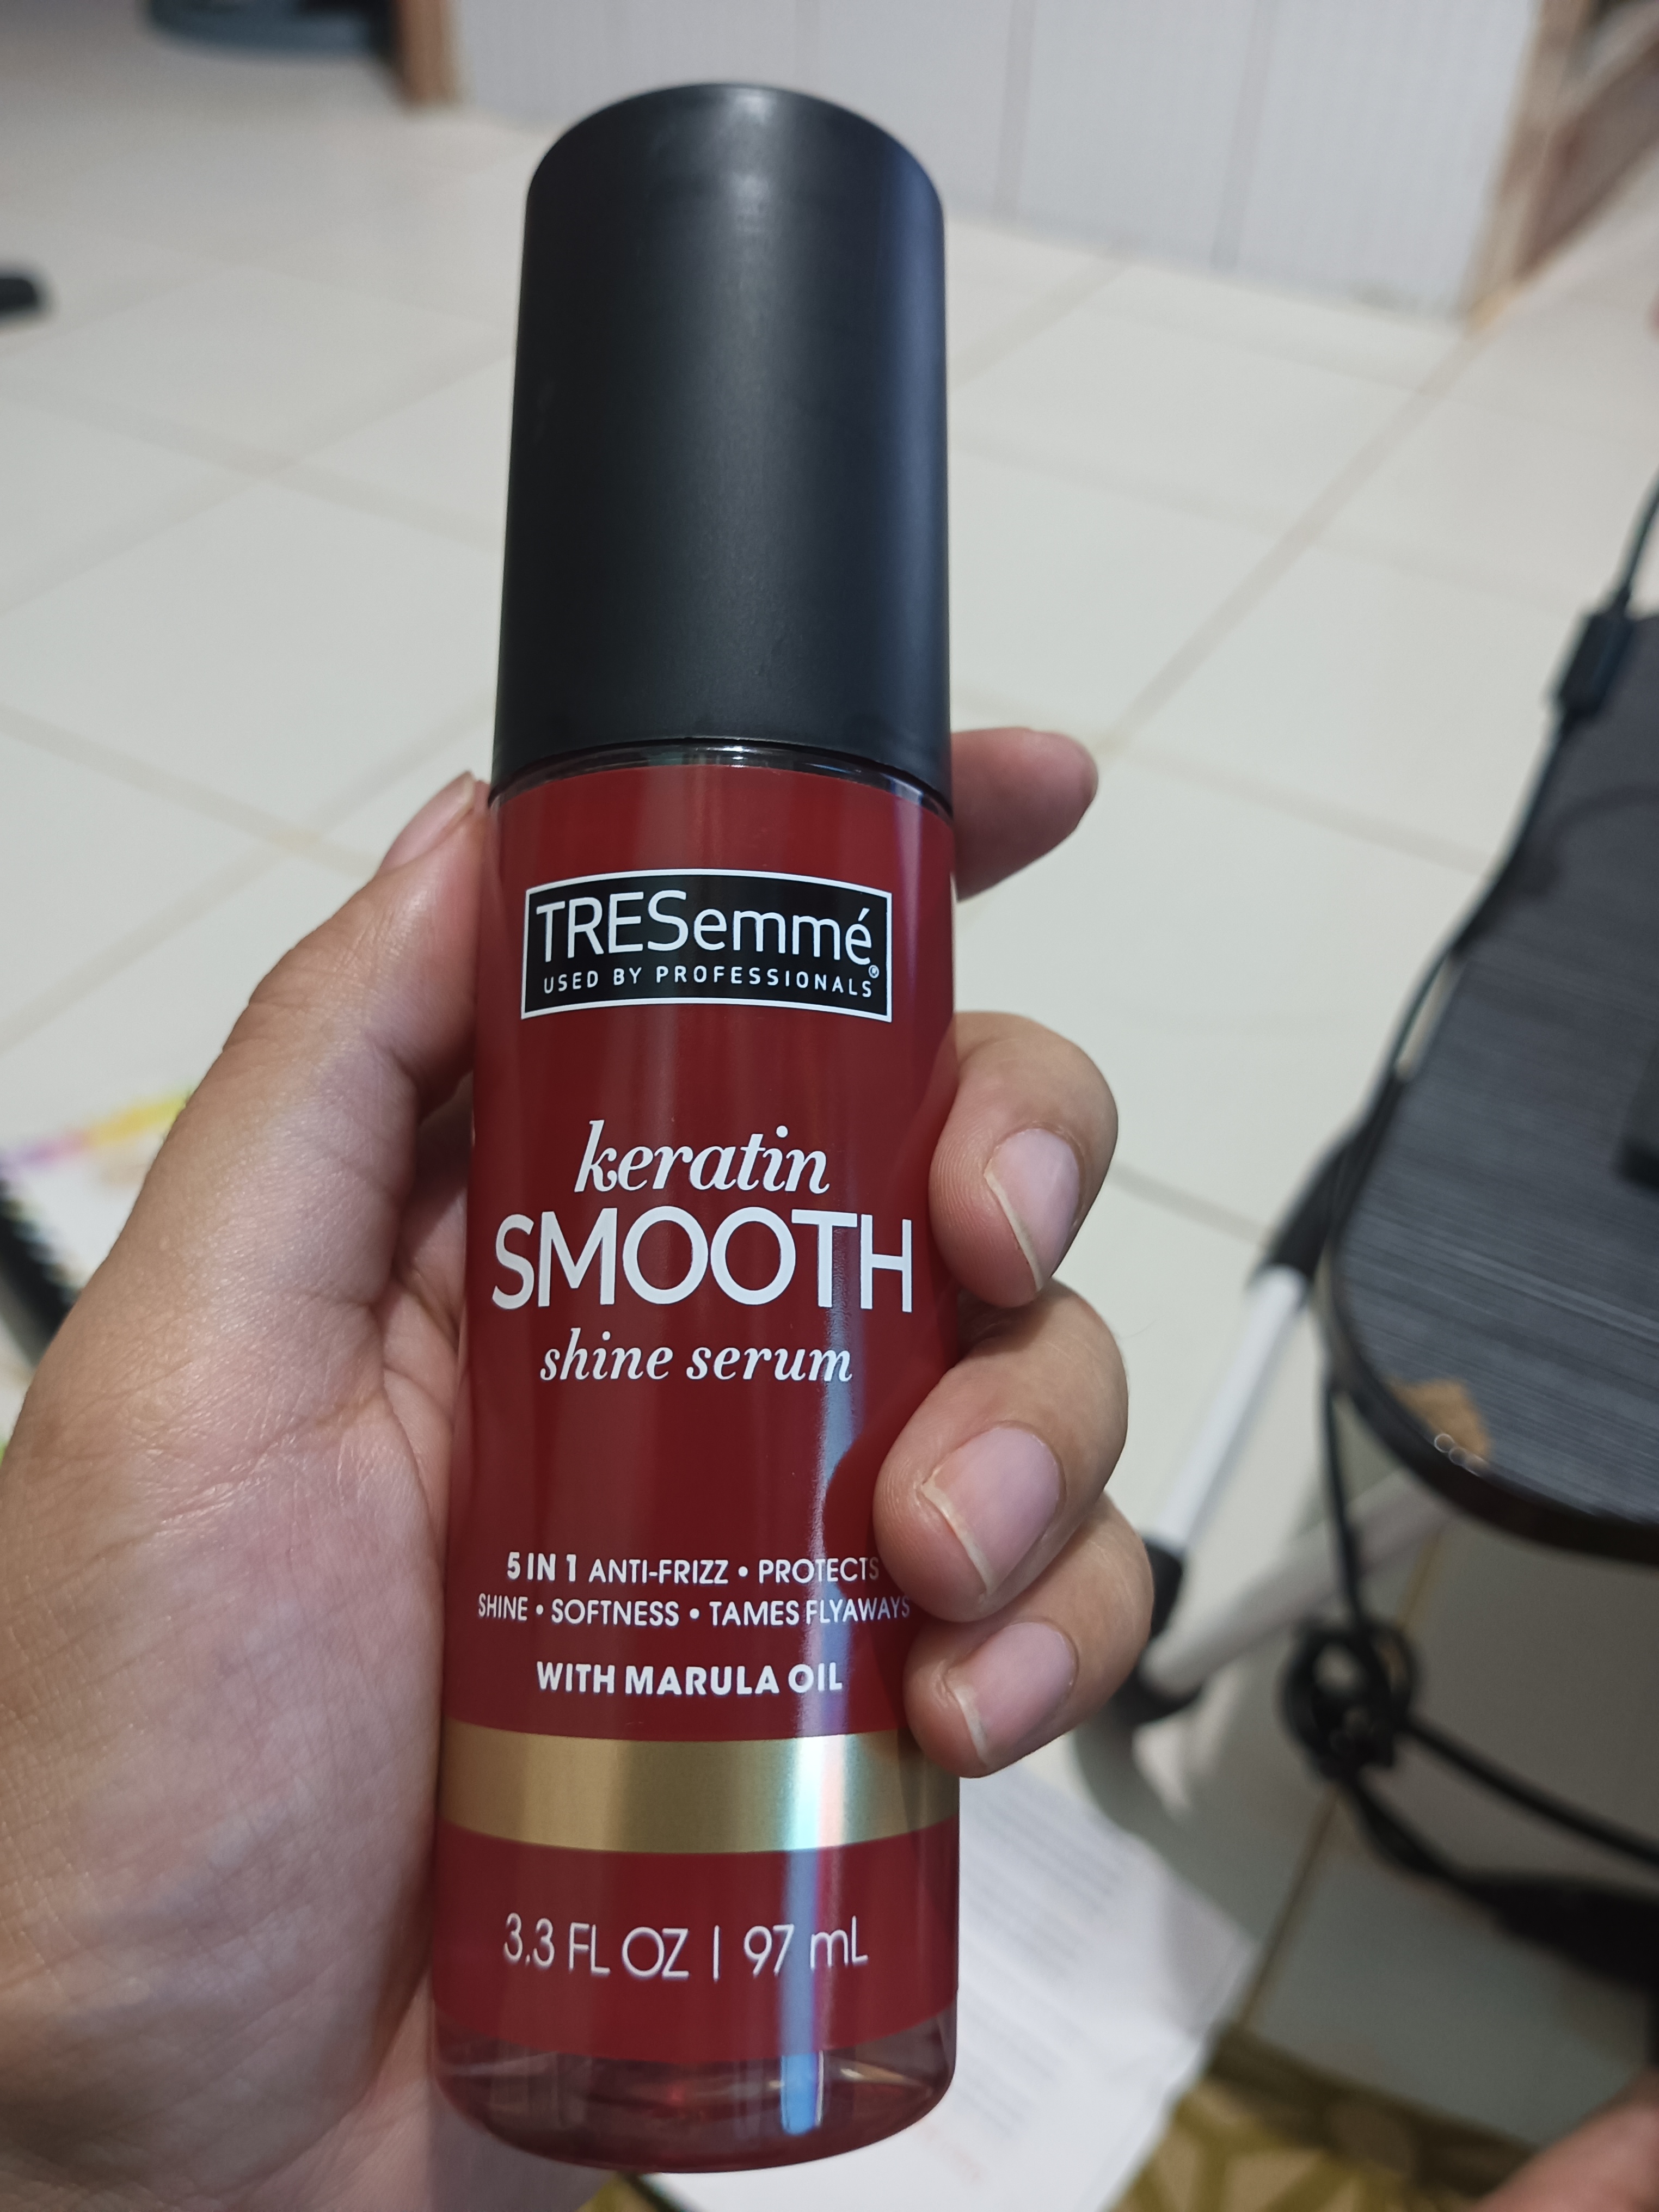 TRESemmé®
USED BY PROFESSIONALS
keratin
SMOOTH
shine serum
5 IN 1 ANTI-FRIZZ • PROTECTS
SHINE • SOFTNESS • TAMES FLYAWAYS
WITH MARULA OIL
3.3 FL OZ | 97 mL